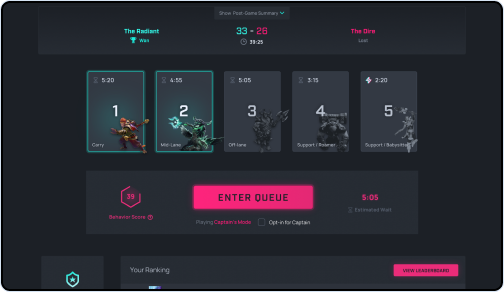 Show: Post-Game Summary
The Radiant
33 - 26
The Dire
Won
39:25
Lost
5:20
4:55
5:05
3:15
2:20
1
2
3
4
5
Carry
Mid Lane
Off-lane
Support / Roamer
Support / Babysitter
39
ENTER QUEUE
5:05
Behavior Score
Estimated Wait
Playing Captain's Mode
Opt-in for Captain
Your Ranking
VIEW LEADERBOARD